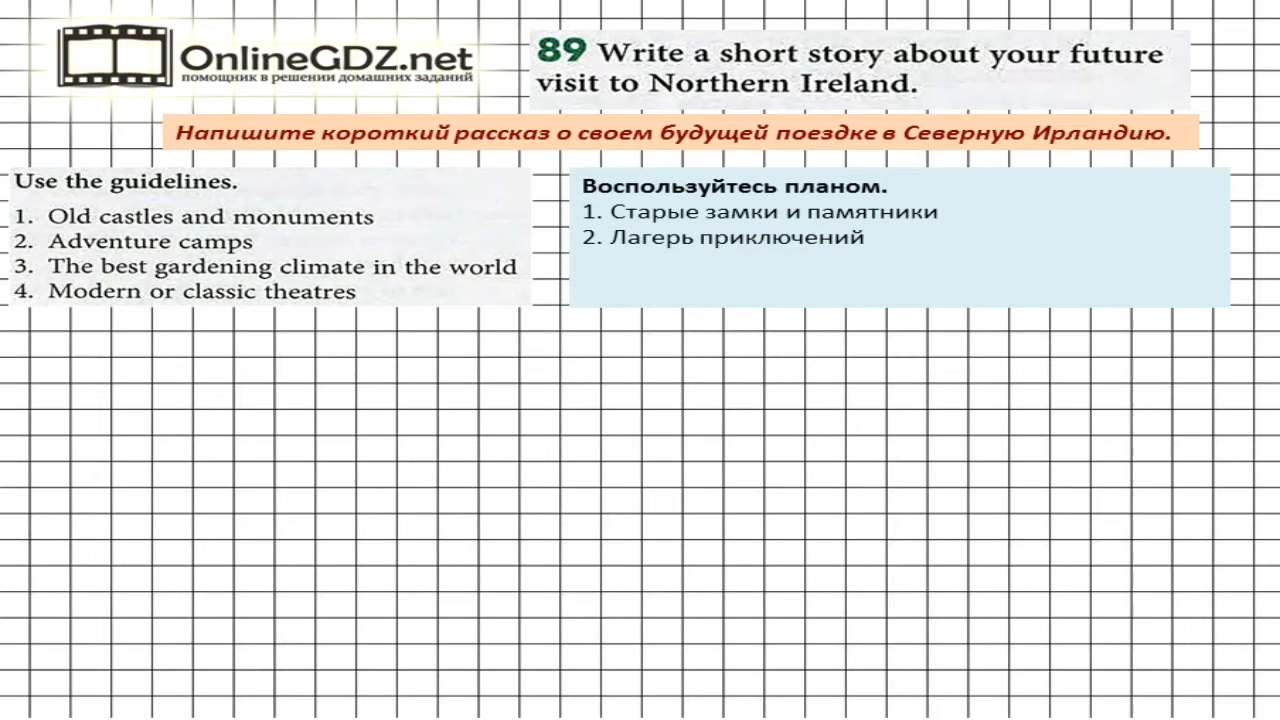 OnlineGDZ.net
помощник в решении домашних заданий
89 Write a short story about your future
visit to Northern Ireland.
Напишите короткий рассказ о своем будущей поездке в Северную Ирландию.
Use the guidelines.
1. Old castles and monuments
2. Adventure camps
3. The best gardening climate in the world
4. Modern or classic theatres
Воспользуйтесь планом.
1. Старые замки и памятники
2. Лагерь приключений